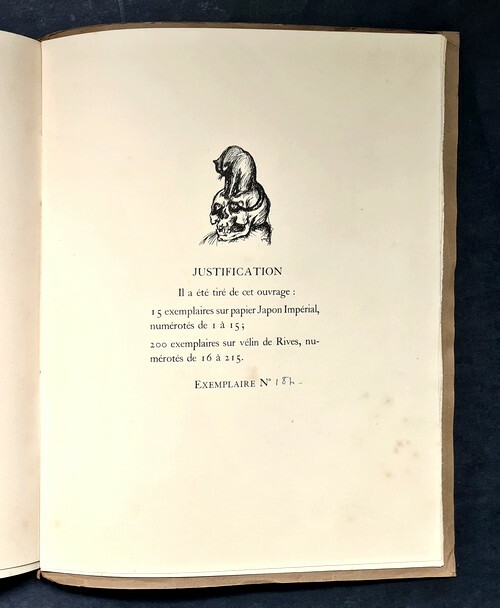 JUSTIFICATION
Il a été tiré de cet ouvrage :
15 exemplaires sur papier Japon Impérial,
numérotés de 1 à 15 ;
200 exemplaires sur vélin de Rives, nu-
mérotés de 16 à 215.
EXEMPLAIRE N°